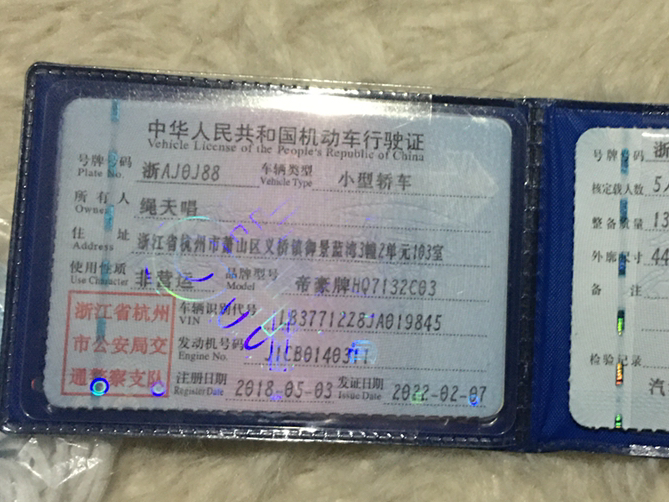 中华人民共和国机动车行驶证
Vehicle License of the People's Republic of China
号牌号码 浙AJ0J88 车辆类型 小型轿车
Plate No. Vehicle Type
所有人 绳天唱
Owner
住址 浙江省杭州市萧山区义桥镇御景蓝湾3幢2单元103室
Address
使用性质 非营运 品牌型号 帝豪牌HQ7132C03
Use Character Model
浙江省杭州
市公安局交
通警察支队
车辆识别代号 37712Z8JA019845
VIN
发动机号码
Engine No.
注册日期 2018-05-03 发证日期 2022-02-07
Register Date Issue Date
号牌号码 浙
核定载人数 5
整备质量 13
外廓尺寸 44
备注
检验记录
汽